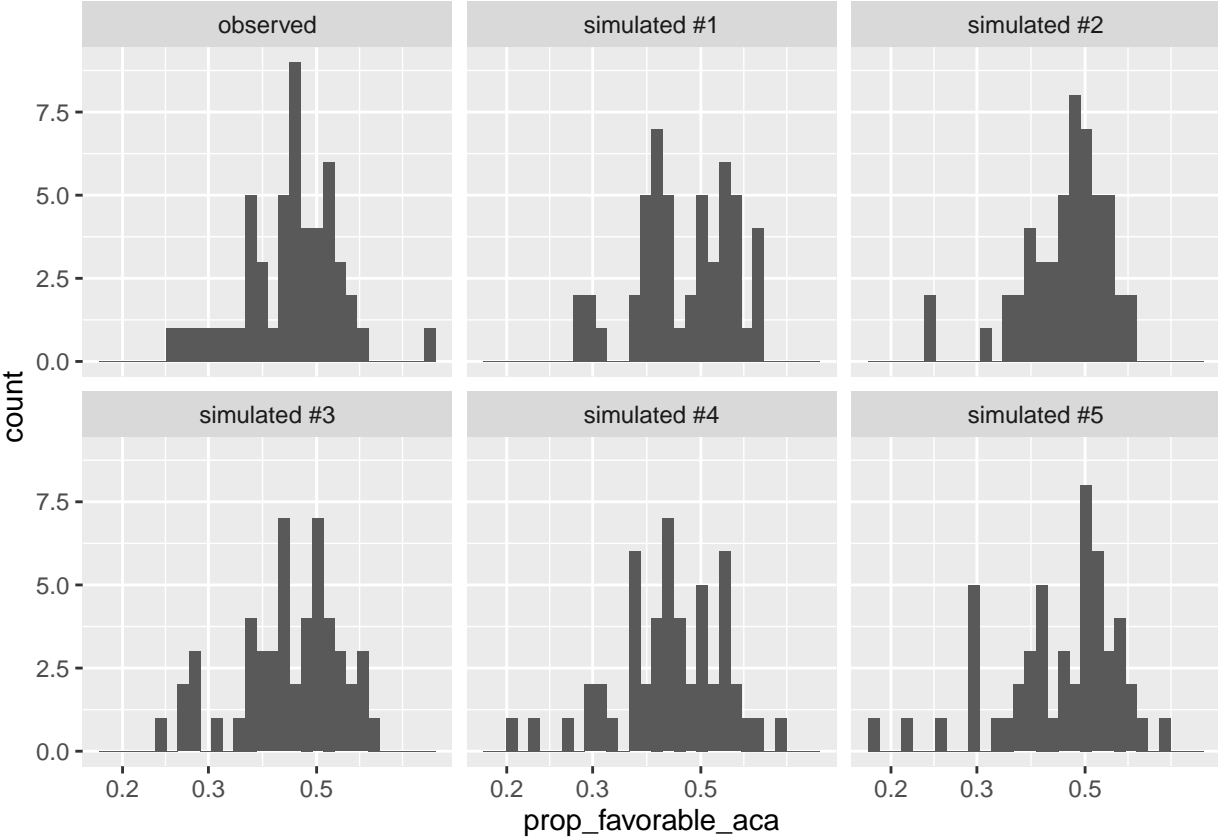 observed
simulated #1
simulated #2
7.5
5.0
2.5
0.0
simulated #3
simulated #4
simulated #5
7.5
5.0
2.5
0.0
0.2 0.3 0.5
0.2 0.3 0.5
0.2 0.3 0.5
prop_favorable_aca
count